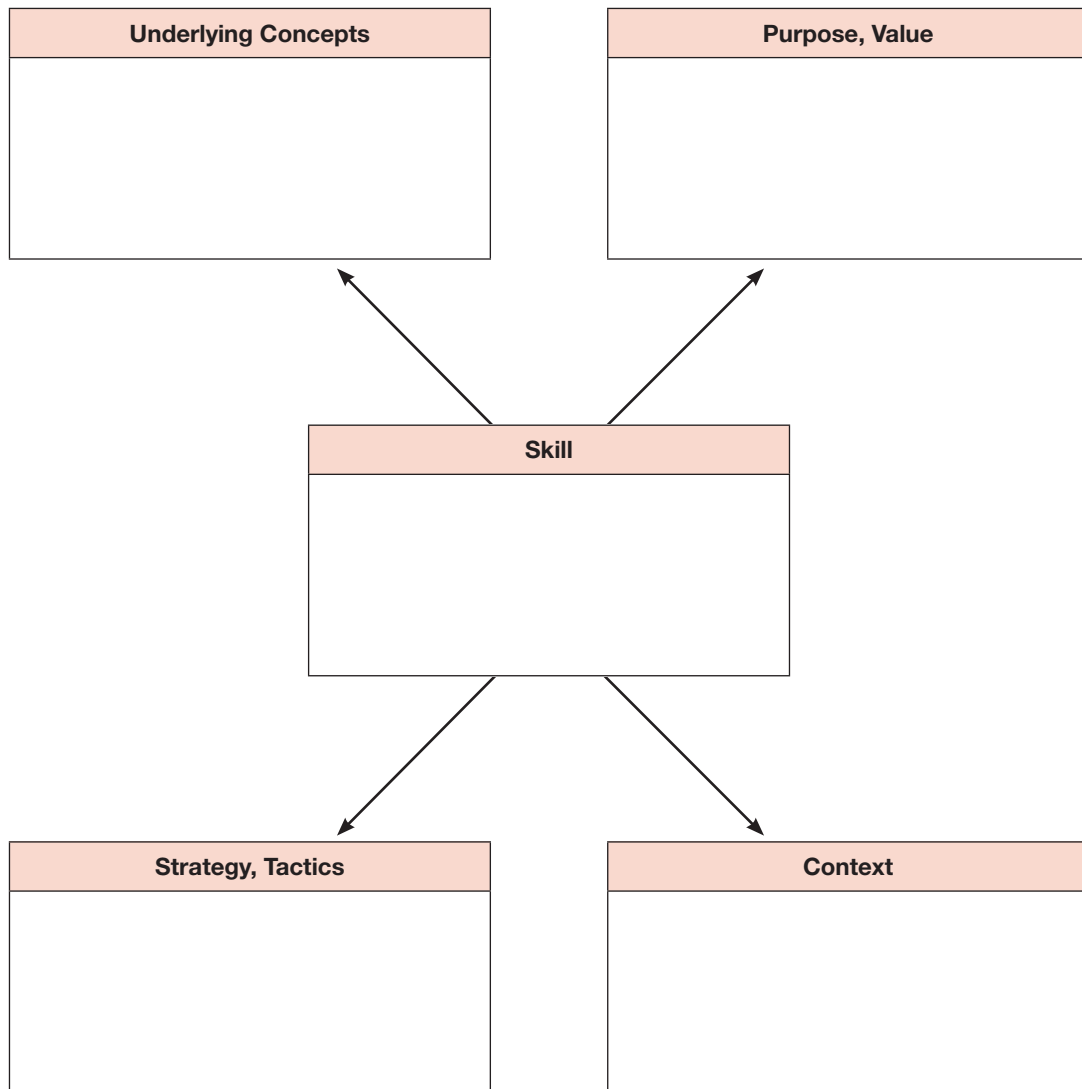 Underlying Concepts
Purpose, Value
Skill
Strategy, Tactics
Context